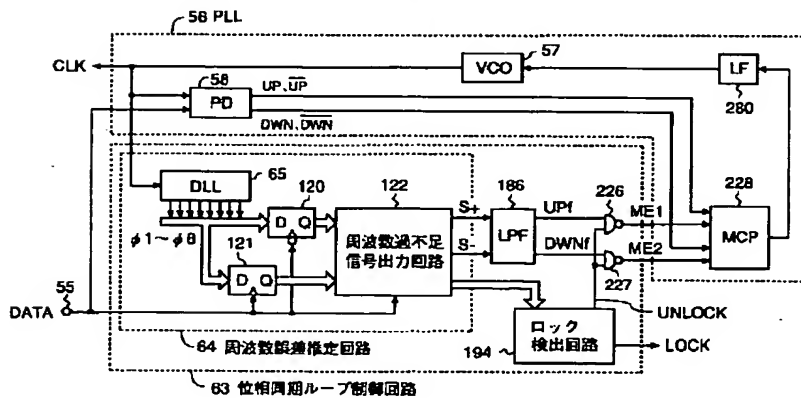 56 PLL
CLK
VCO
57
LF
280
58
PD
UP、UP
DWN、DWN
65
DLL
φ1〜φ8
120
D Q
121
D Q
122
周波数過不足
信号出力回路
S+
S-
186
LPF
UPf
DWNf
226
227
ME1
ME2
228
MCP
55
DATA
UNLOCK
ロック
検出回路
194
LOCK
64 周波数誤差推定回路
63 位相同期ループ制御回路